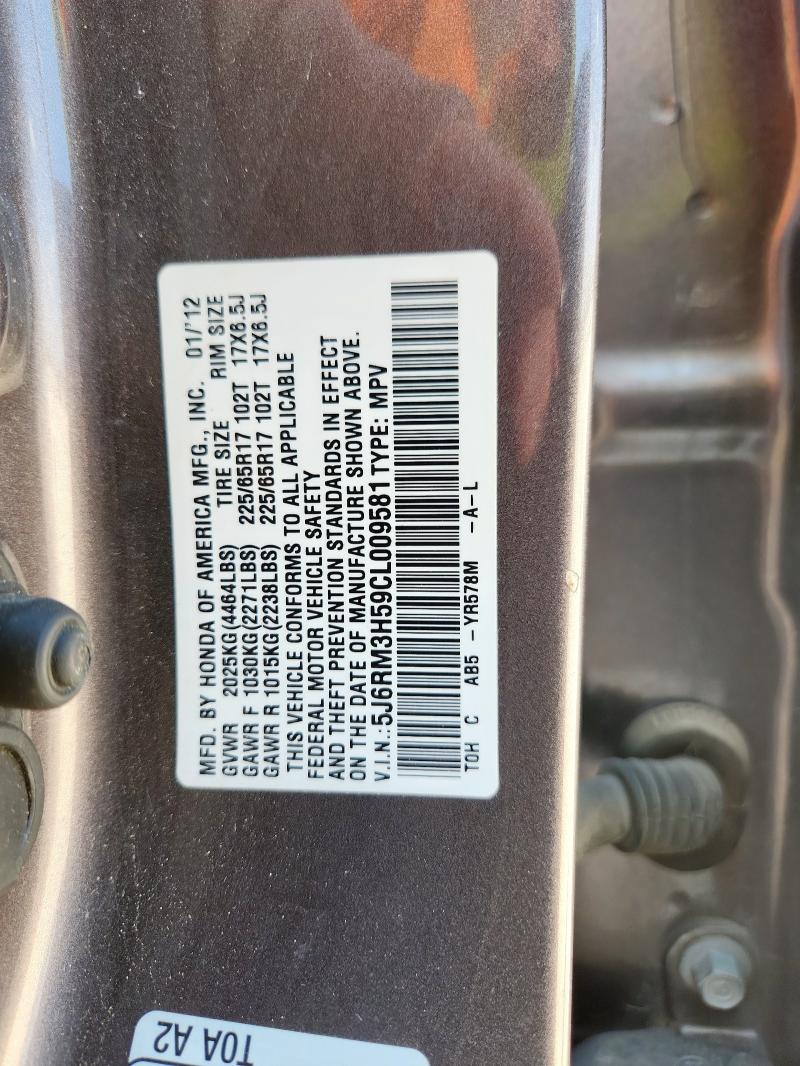 MFD. BY HONDA OF AMERICA MFG., INC. 01/'12
GVWR 2025KG(4464LBS) TIRE SIZE RIM SIZE
GAWR F 1030KG(2271LBS) 225/65R17 102T 17X6.5J
GAWR R 1015KG(2238LBS) 225/65R17 102T 17X6.5J
THIS VEHICLE CONFORMS TO ALL APPLICABLE
FEDERAL MOTOR VEHICLE SAFETY
AND THEFT PREVENTION STANDARDS IN EFFECT
ON THE DATE OF MANUFACTURE SHOWN ABOVE.
V.I.N.:5J6RM3H59CL009581 TYPE: MPV
TOH C AB5 -YR578M -A-L
T0A A2